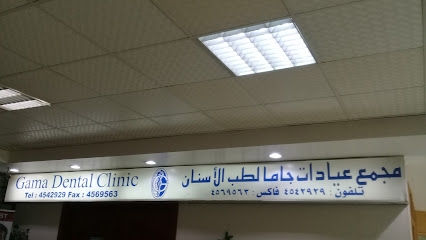 Gama Dental Clinic
Tel : 4542929 Fax : 4569563
مجمع عيادات جاما لطب الأسنان
تلفون : ٤٥٤٢٩٢٩ فاكس : ٤٥٦٩٥٦٣